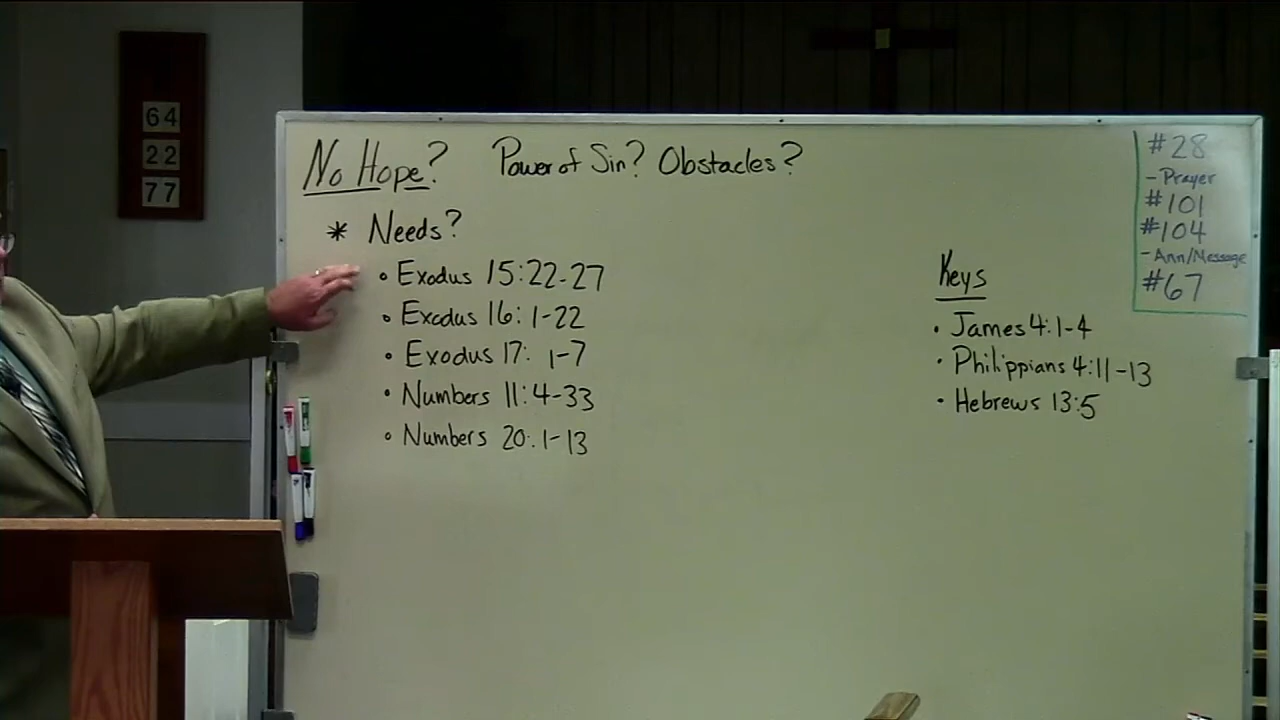 64
22
77
No Hope? Power of Sin? Obstacles?
* Needs?
• Exodus 15:22-27
• Exodus 16: 1-22
• Exodus 17: 1-7
• Numbers 11:4-33
• Numbers 20:1-13
Keys
• James 4:1-4
• Philippians 4:11-13
• Hebrews 13:5
#28
- Prayer
#101
#104
- Ann/Message
#67